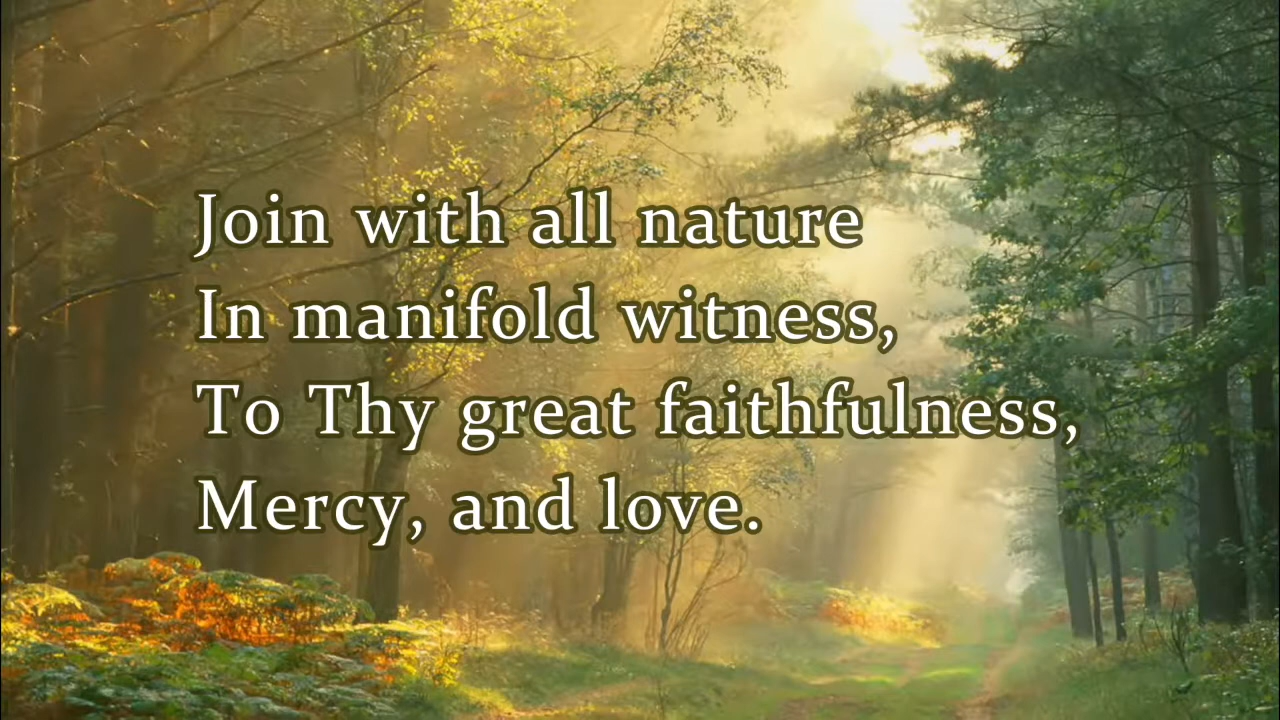 Join with all nature
In manifold witness,
To Thy great faithfulness,
Mercy, and love.